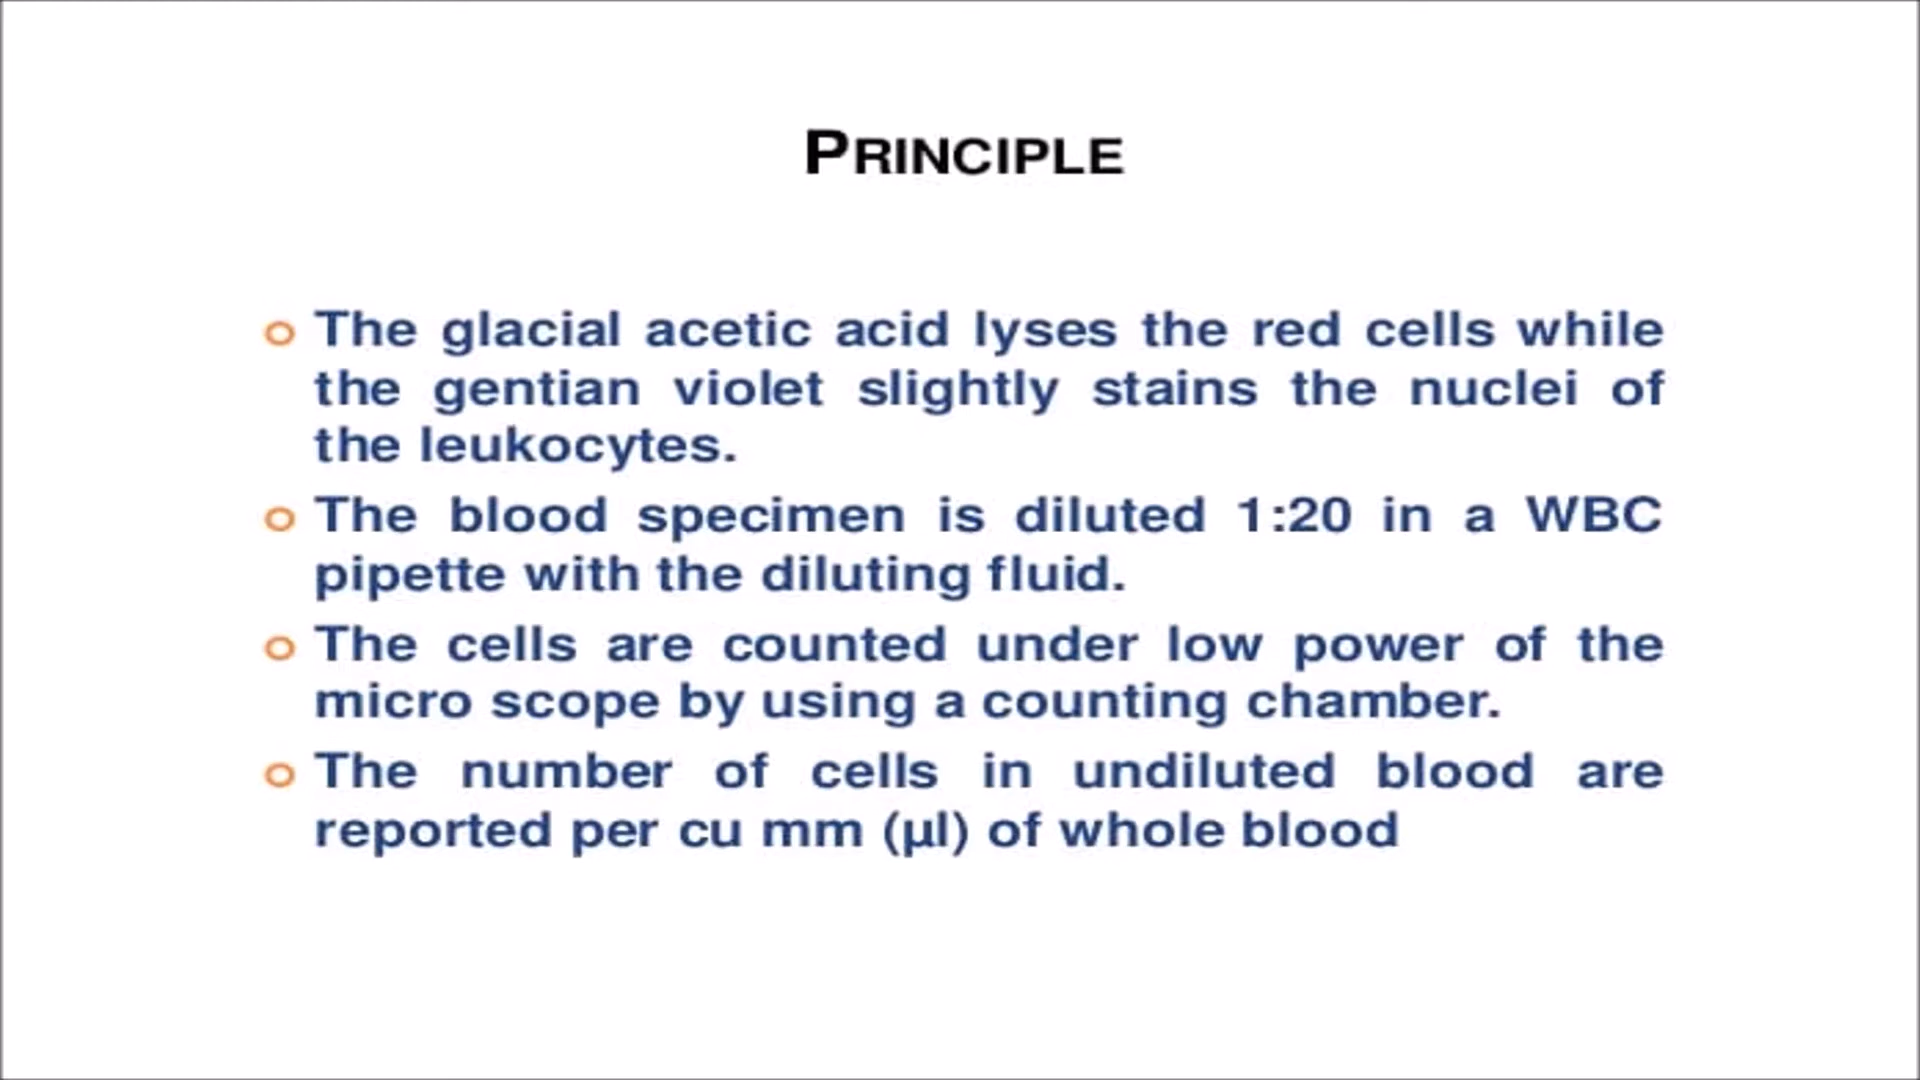 PRINCIPLE
The glacial acetic acid lyses the red cells while
the gentian violet slightly stains the nuclei of
the leukocytes.
The blood specimen is diluted 1:20 in a WBC
pipette with the diluting fluid.
The cells are counted under low power of the
micro scope by using a counting chamber.
The number of cells in undiluted blood are
reported per cu mm (µl) of whole blood